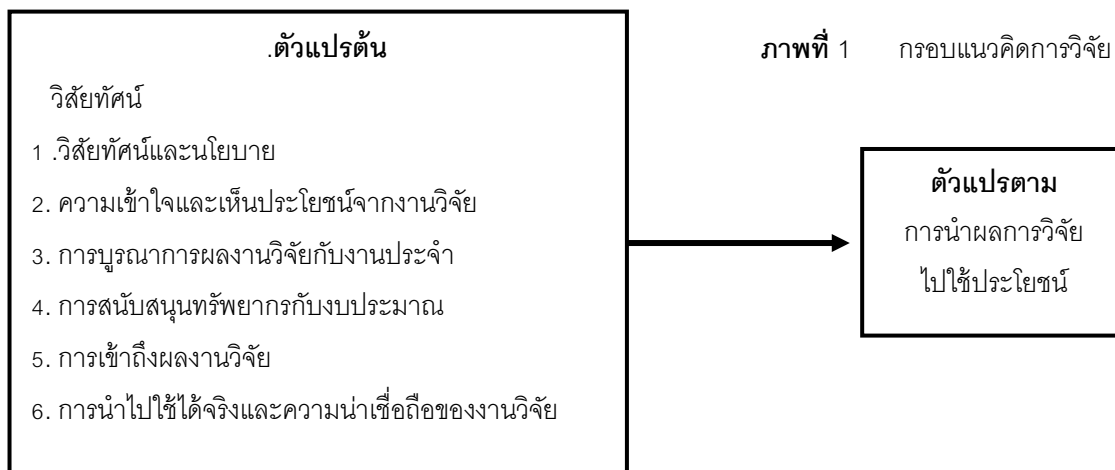 .ตัวแปรต้น
วิสัยทัศน์
1 .วิสัยทัศน์และนโยบาย
2. ความเข้าใจและเห็นประโยชน์จากงานวิจัย
3. การบูรณาการผลงานวิจัยกับงานประจำ
4. การสนับสนุนทรัพยากรกับงบประมาณ
5. การเข้าถึงผลงานวิจัย
6. การนำไปใช้ได้จริงและความน่าเชื่อถือของงานวิจัย
ภาพที่ 1 กรอบแนวคิดการวิจัย
ตัวแปรตาม
การนำผลการวิจัย
ไปใช้ประโยชน์